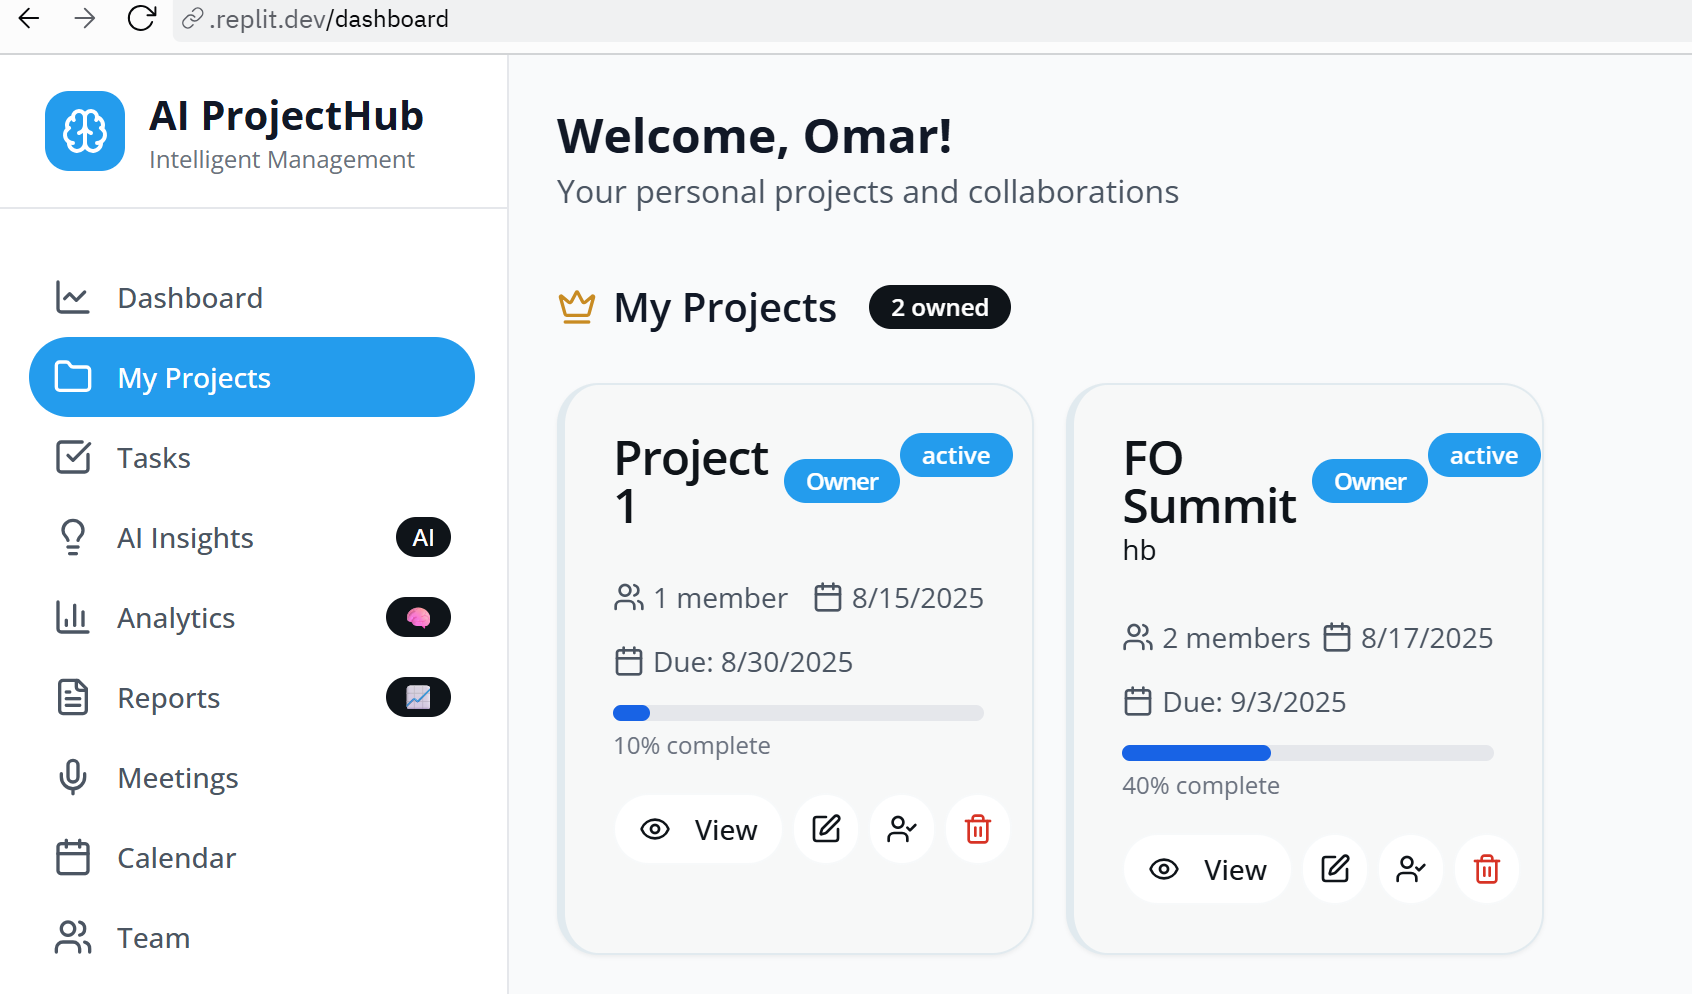 .replit.dev/dashboard
AI ProjectHub
Intelligent Management
Dashboard
My Projects
Tasks
AI Insights AI
Analytics
Reports
Meetings
Calendar
Team
Welcome, Omar!
Your personal projects and collaborations
My Projects 2 owned
Project
1
Owner
active
1 member 8/15/2025
Due: 8/30/2025
10% complete
View
FO
Summit
Owner
active
hb
2 members 8/17/2025
Due: 9/3/2025
40% complete
View